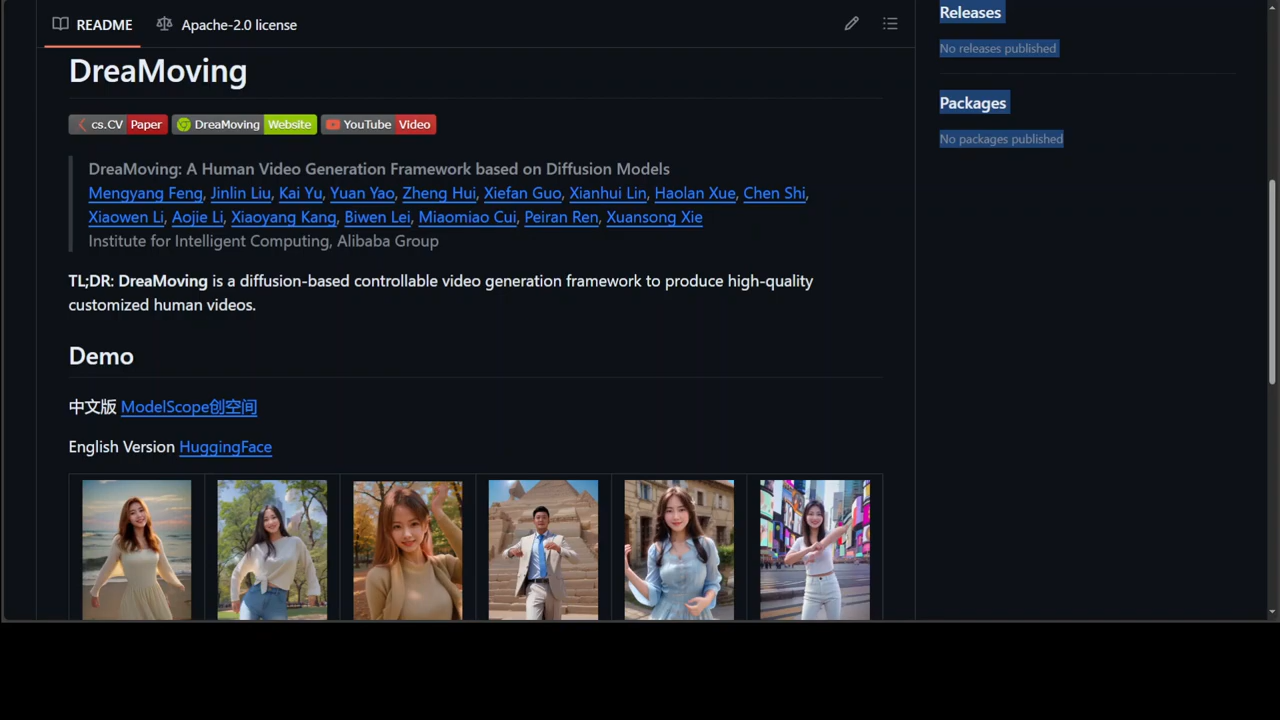 README
Apache-2.0 license
DreaMoving
cs.CV Paper DreaMoving Website YouTube Video
DreaMoving: A Human Video Generation Framework based on Diffusion Models
Mengyang Feng, Jinlin Liu, Kai Yu, Yuan Yao, Zheng Hui, Xiefan Guo, Xianhui Lin, Haolan Xue, Chen Shi,
Xiaowen Li, Aojie Li, Xiaoyang Kang, Biwen Lei, Miaomiao Cui, Peiran Ren, Xuansong Xie
Institute for Intelligent Computing, Alibaba Group
TL;DR: DreaMoving is a diffusion-based controllable video generation framework to produce high-quality
customized human videos.
Demo
中文版 ModelScope创空间
English Version HuggingFace
Releases
No releases published
Packages
No packages published